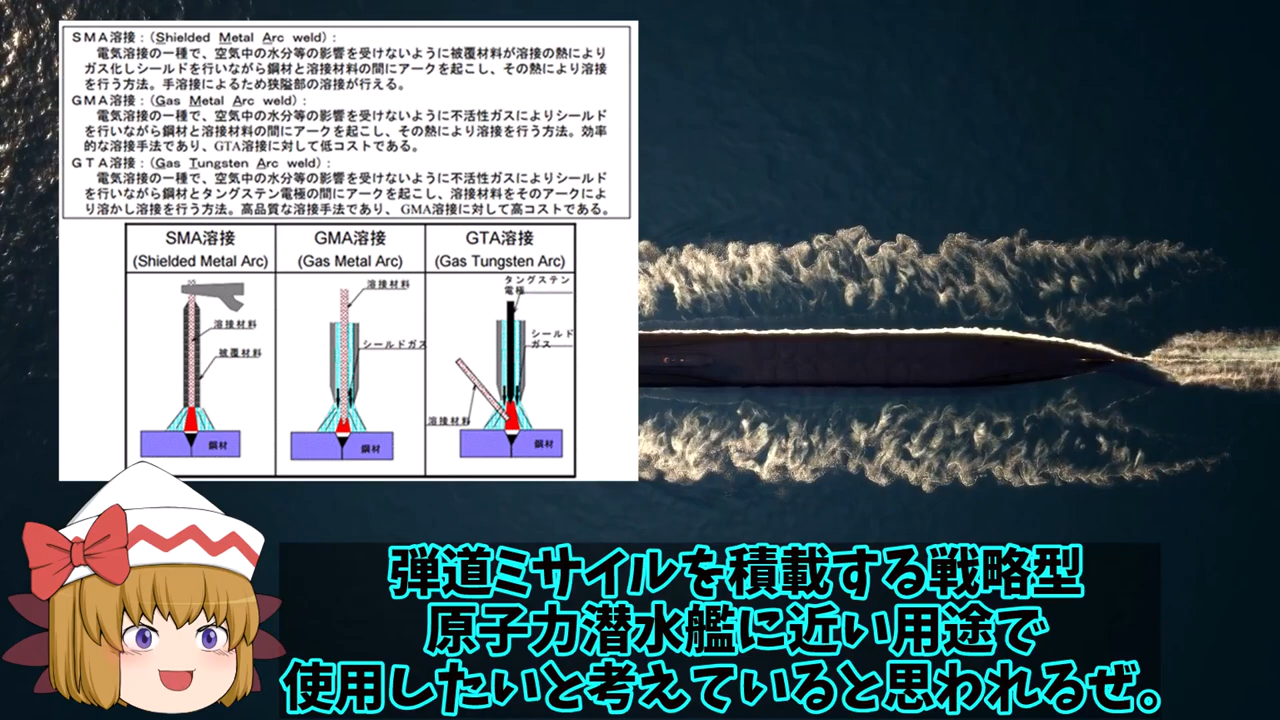 SMA溶接：(Shielded Metal Arc weld)：
電気溶接の一種で、空気中の水分等の影響を受けないように被覆材料が溶接の熱により
ガス化しシールドを行いながら鋼材と溶接材料の間にアークを起こし、その熱により溶接
を行う方法。手溶接によるため狭隘部の溶接が行える。
GMA溶接：(Gas Metal Arc weld)：
電気溶接の一種で、空気中の水分等の影響を受けないように不活性ガスによりシールド
を行いながら鋼材と溶接材料の間にアークを起こし、その熱により溶接を行う方法。効率
的な溶接手法であり、GTA溶接に対して低コストである。
GTA溶接：(Gas Tungsten Arc weld)：
電気溶接の一種で、空気中の水分等の影響を受けないように不活性ガスによりシールド
を行いながら鋼材とタングステン電極の間にアークを起こし、溶接材料をそのアークによ
り溶かし溶接を行う方法。高品質な溶接手法であり、GMA溶接に対して高コストである。
SMA溶接
(Shielded Metal Arc)
溶接材料
被覆材料
鋼材
GMA溶接
(Gas Metal Arc)
溶接材料
シールドガス
鋼材
GTA溶接
(Gas Tungsten Arc)
タングステン
電極
シールド
ガス
溶接材料
鋼材
弾道ミサイルを積載する戦略型
原子力潜水艦に近い用途で
使用したいと考えていると思われるぜ。